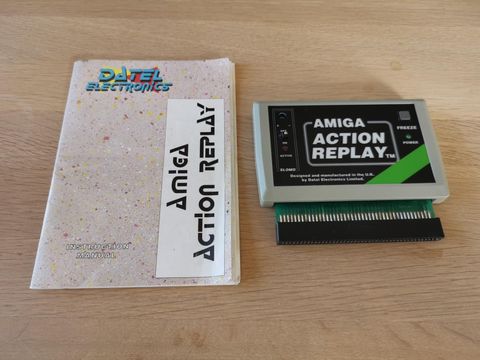 DATEL
ELECTRONICS
Amiga
Action Replay
INSTRUCTION
MANUAL
AMIGA
ACTION
REPLAY TM
FREEZE
POWER
ACTIVE
SLOMO
Designed and manufactured in the U.K.
by Datel Electronics Limited.